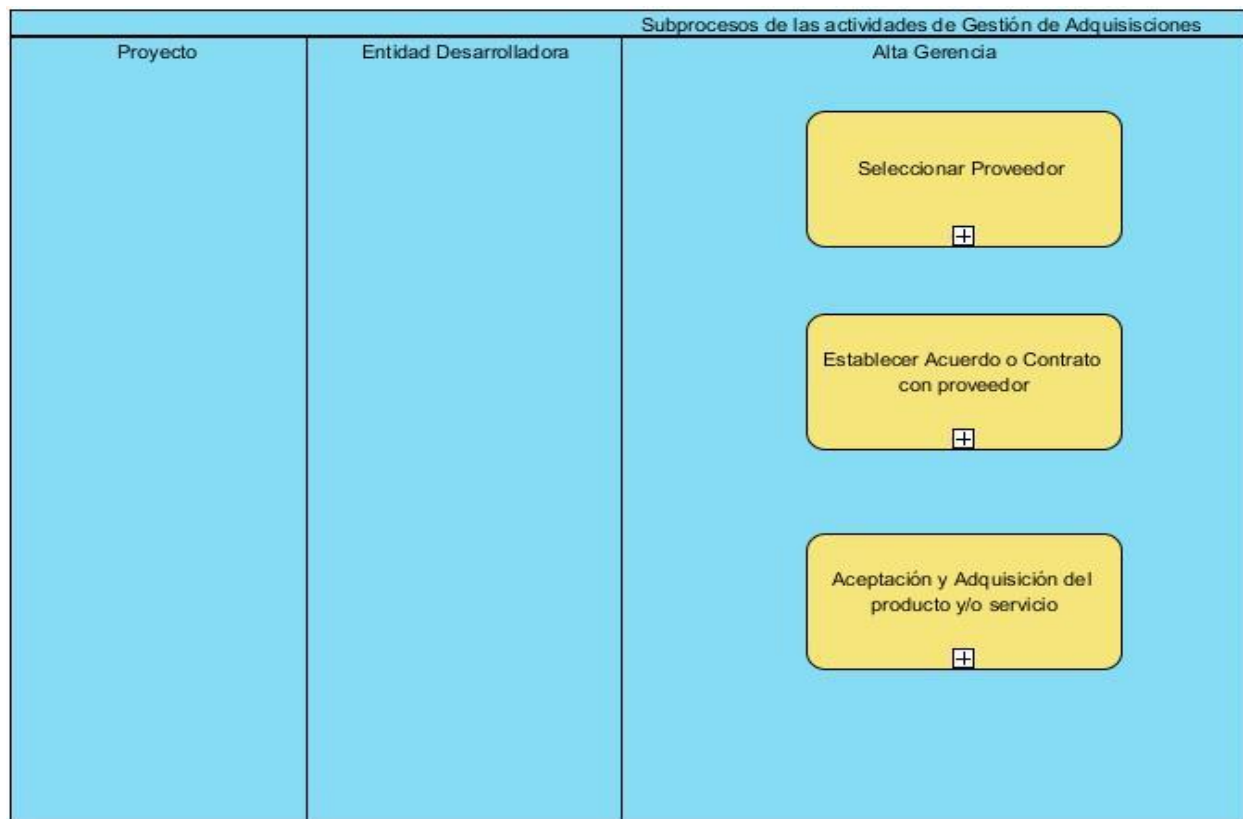 Subprocesos de las actividades de Gestión de Adquisisciones
Proyecto
Entidad Desarrolladora
Alta Gerencia
Seleccionar Proveedor
Establecer Acuerdo o Contrato
con proveedor
Aceptación y Adquisición del
producto y/o servicio